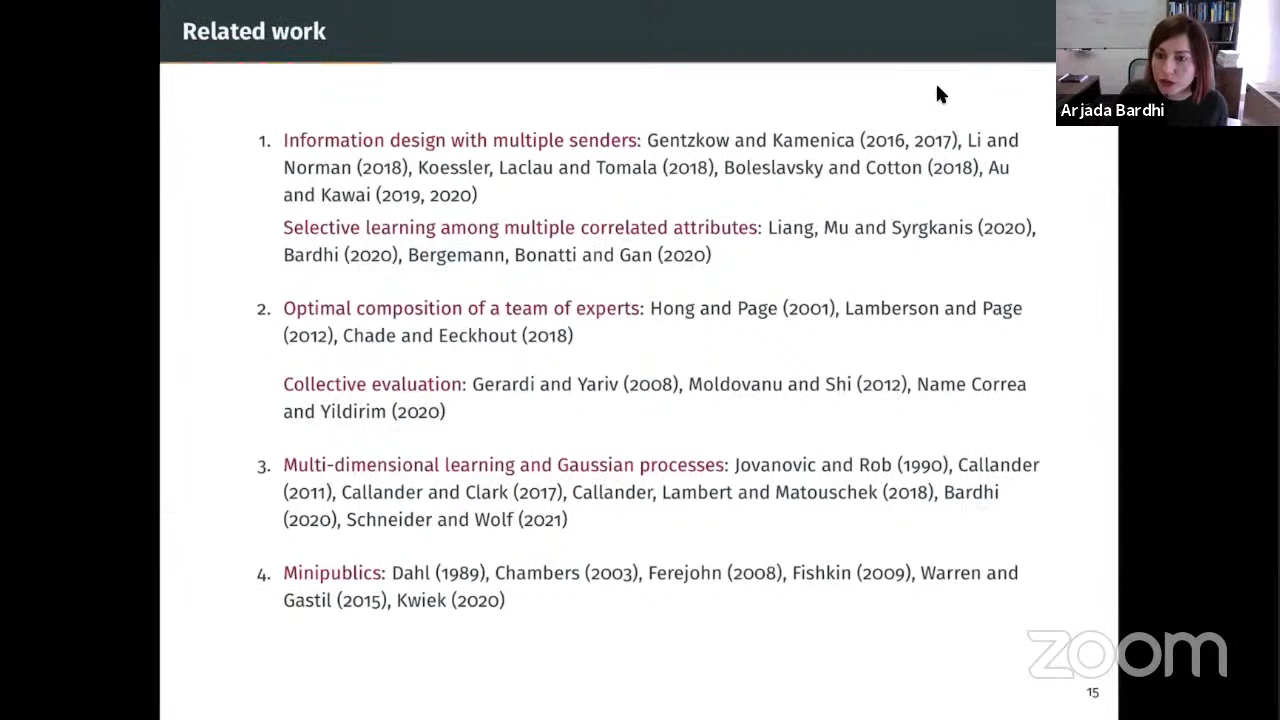 Related work
Arjada Bardhi
1. Information design with multiple senders: Gentzkow and Kamenica (2016, 2017), Li and
Norman (2018), Koessler, Laclau and Tomala (2018), Boleslavsky and Cotton (2018), Au
and Kawai (2019, 2020)
Selective learning among multiple correlated attributes: Liang, Mu and Syrgkanis (2020),
Bardhi (2020), Bergemann, Bonatti and Gan (2020)
2. Optimal composition of a team of experts: Hong and Page (2001), Lamberson and Page
(2012), Chade and Eeckhout (2018)
Collective evaluation: Gerardi and Yariv (2008), Moldovanu and Shi (2012), Name Correa
and Yildirim (2020)
3. Multi-dimensional learning and Gaussian processes: Jovanovic and Rob (1990), Callander
(2011), Callander and Clark (2017), Callander, Lambert and Matouschek (2018), Bardhi
(2020), Schneider and Wolf (2021)
4. Minipublics: Dahl (1989), Chambers (2003), Ferejohn (2008), Fishkin (2009), Warren and
Gastil (2015), Kwiek (2020)
zoom
15